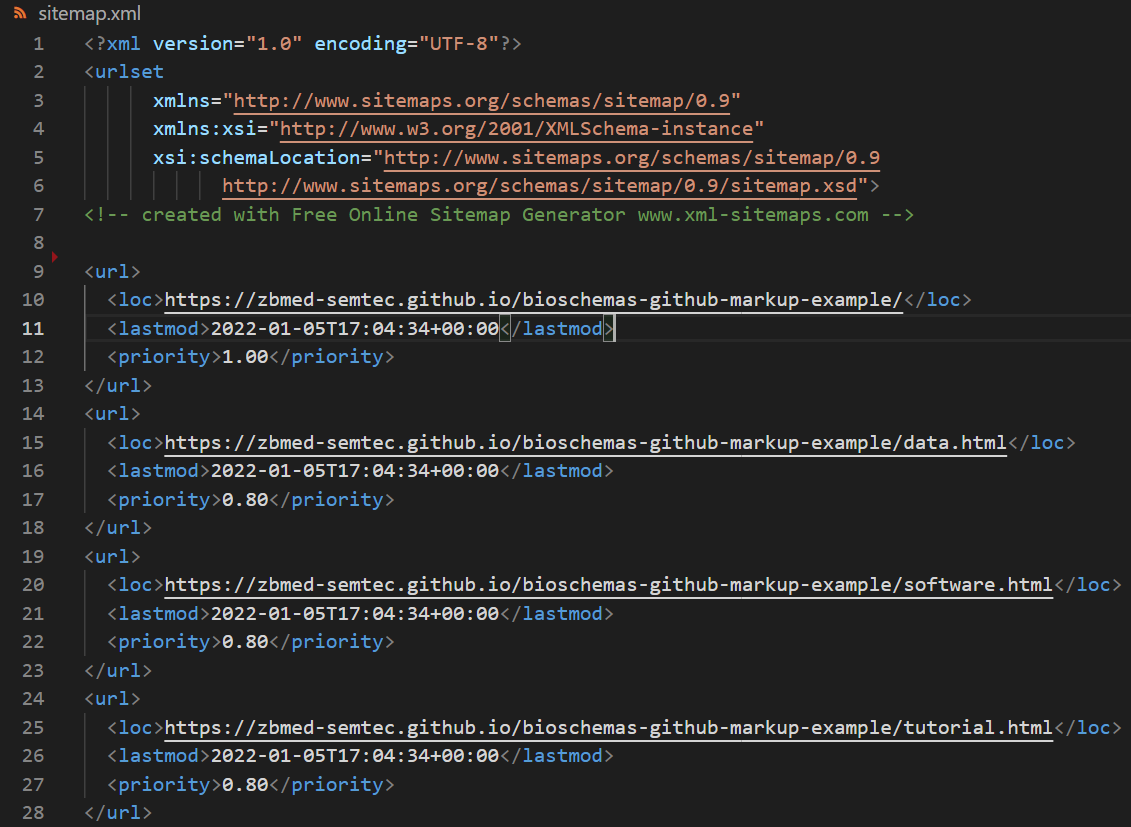 sitemap.xml
1 <?xml version="1.0" encoding="UTF-8"?>
2 <urlset
3 xmlns="http://www.sitemaps.org/schemas/sitemap/0.9"
4 xmlns:xsi="http://www.w3.org/2001/XMLSchema-instance"
5 xsi:schemaLocation="http://www.sitemaps.org/schemas/sitemap/0.9
6 http://www.sitemaps.org/schemas/sitemap/0.9/sitemap.xsd">
7 <!-- created with Free Online Sitemap Generator www.xml-sitemaps.com -->
8
9 <url>
10 <loc>https://zbmed-semtec.github.io/bioschemas-github-markup-example/</loc>
11 <lastmod>2022-01-05T17:04:34+00:00</lastmod>
12 <priority>1.00</priority>
13 </url>
14 <url>
15 <loc>https://zbmed-semtec.github.io/bioschemas-github-markup-example/data.html</loc>
16 <lastmod>2022-01-05T17:04:34+00:00</lastmod>
17 <priority>0.80</priority>
18 </url>
19 <url>
20 <loc>https://zbmed-semtec.github.io/bioschemas-github-markup-example/software.html</loc>
21 <lastmod>2022-01-05T17:04:34+00:00</lastmod>
22 <priority>0.80</priority>
23 </url>
24 <url>
25 <loc>https://zbmed-semtec.github.io/bioschemas-github-markup-example/tutorial.html</loc>
26 <lastmod>2022-01-05T17:04:34+00:00</lastmod>
27 <priority>0.80</priority>
28 </url>